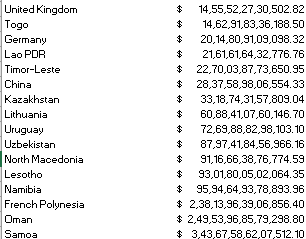 United Kingdom $ 14,55,52,27,30,502.82
Togo $ 14,62,91,83,36,188.50
Germany $ 20,14,80,91,09,098.32
Lao PDR $ 21,61,61,64,32,776.76
Timor-Leste $ 22,70,03,87,73,650.95
China $ 28,37,58,98,06,554.33
Kazakhstan $ 33,18,74,31,57,809.04
Lithuania $ 60,88,41,07,60,146.70
Uruguay $ 72,69,88,82,98,103.10
Uzbekistan $ 87,97,41,84,56,966.16
North Macedonia $ 91,16,66,38,76,774.59
Lesotho $ 93,01,80,05,02,064.35
Namibia $ 95,94,64,93,78,893.96
French Polynesia $ 2,38,13,96,39,06,856.40
Oman $ 2,49,53,96,85,79,298.80
Samoa $ 3,43,67,58,62,07,512.10